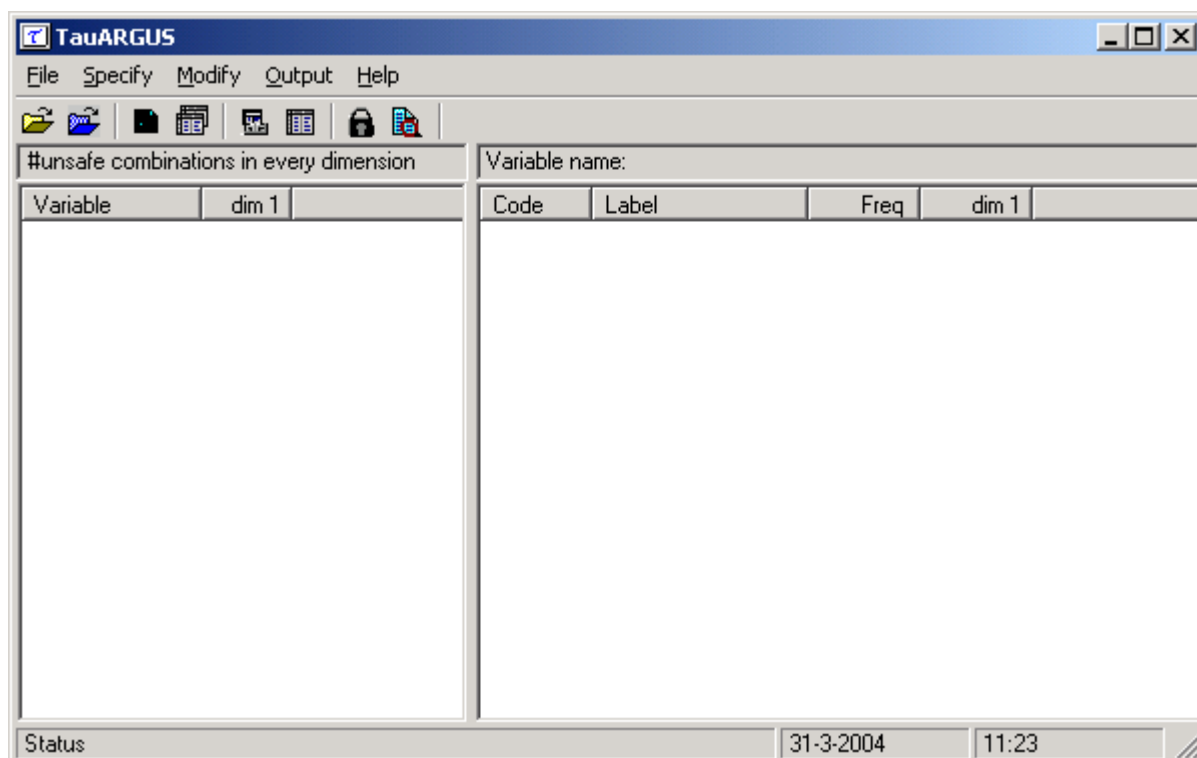 TauARGUS
File Specify Modify Output Help
#unsafe combinations in every dimension Variable name:
Variable dim 1 Code Label Freq dim 1
Status 31-3-2004 11:23